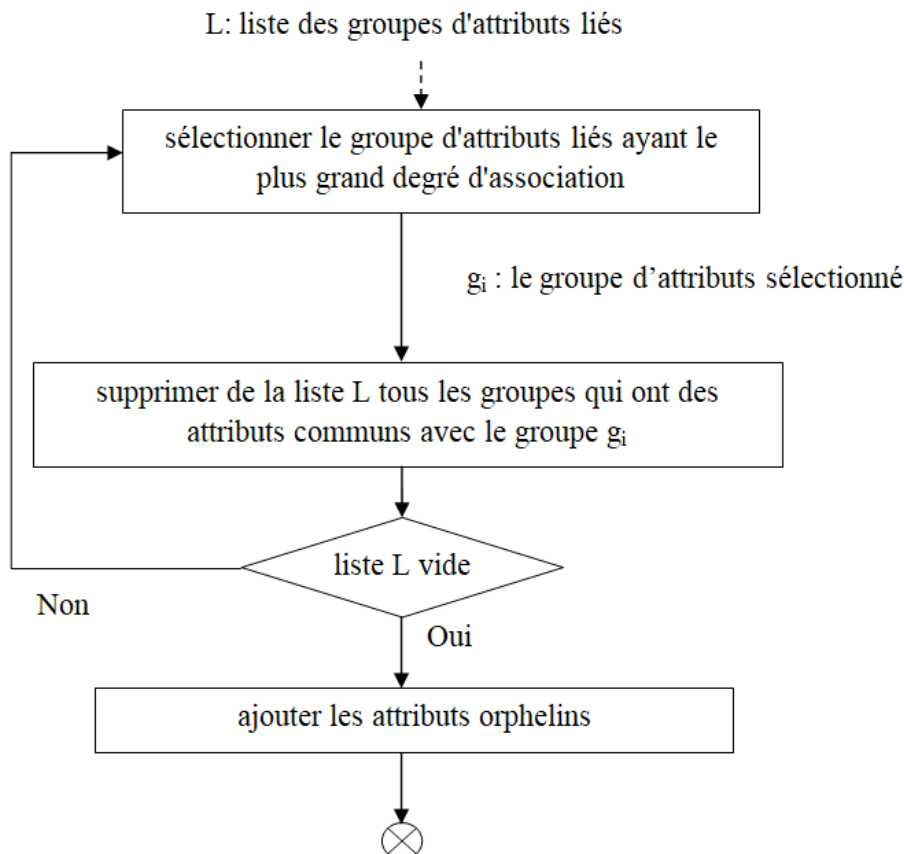 L: liste des groupes d'attributs liés
sélectionner le groupe d'attributs liés ayant le
plus grand degré d'association
gi : le groupe d’attributs sélectionné
supprimer de la liste L tous les groupes qui ont des
attributs communs avec le groupe gi
liste L vide
Non
Oui
ajouter les attributs orphelins